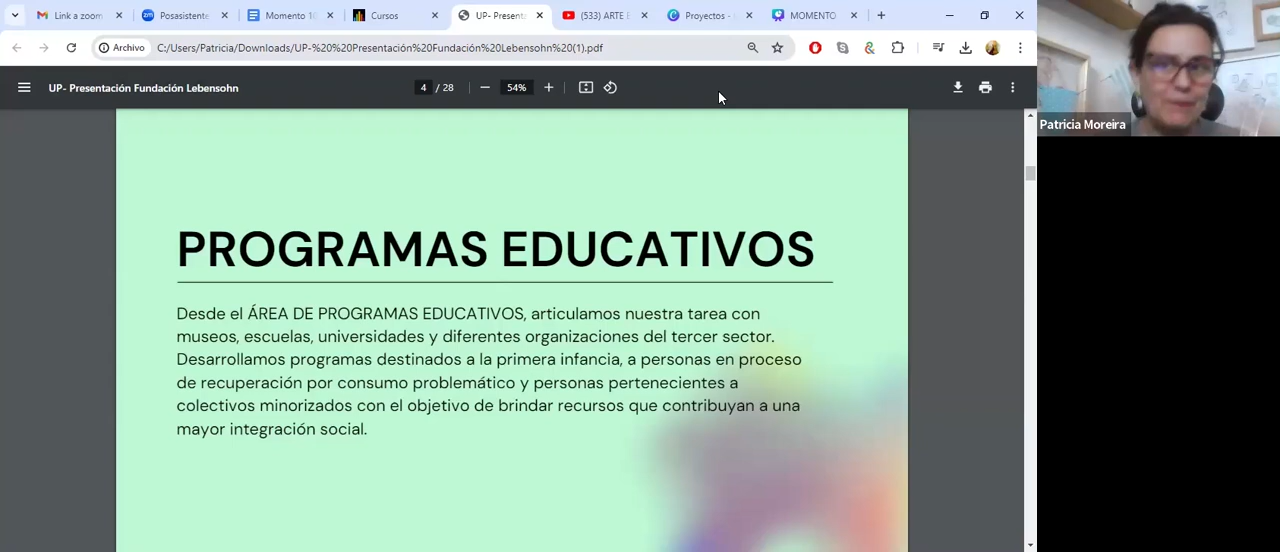 Link a zoom
Posasistente
Momento 1
Cursos
UP- Presenta
(533) ARTE E
Proyectos -
MOMENTO
Archivo
C:/Users/Patricia/Downloads/UP-%20%20Presentación%20Fundación%20Lebensohn%20(1).pdf
UP- Presentación Fundación Lebensohn
4 / 28
54%
Patricia Moreira
PROGRAMAS EDUCATIVOS
Desde el ÁREA DE PROGRAMAS EDUCATIVOS, articulamos nuestra tarea con
museos, escuelas, universidades y diferentes organizaciones del tercer sector.
Desarrollamos programas destinados a la primera infancia, a personas en proceso
de recuperación por consumo problemático y personas pertenecientes a
colectivos minorizados con el objetivo de brindar recursos que contribuyan a una
mayor integración social.